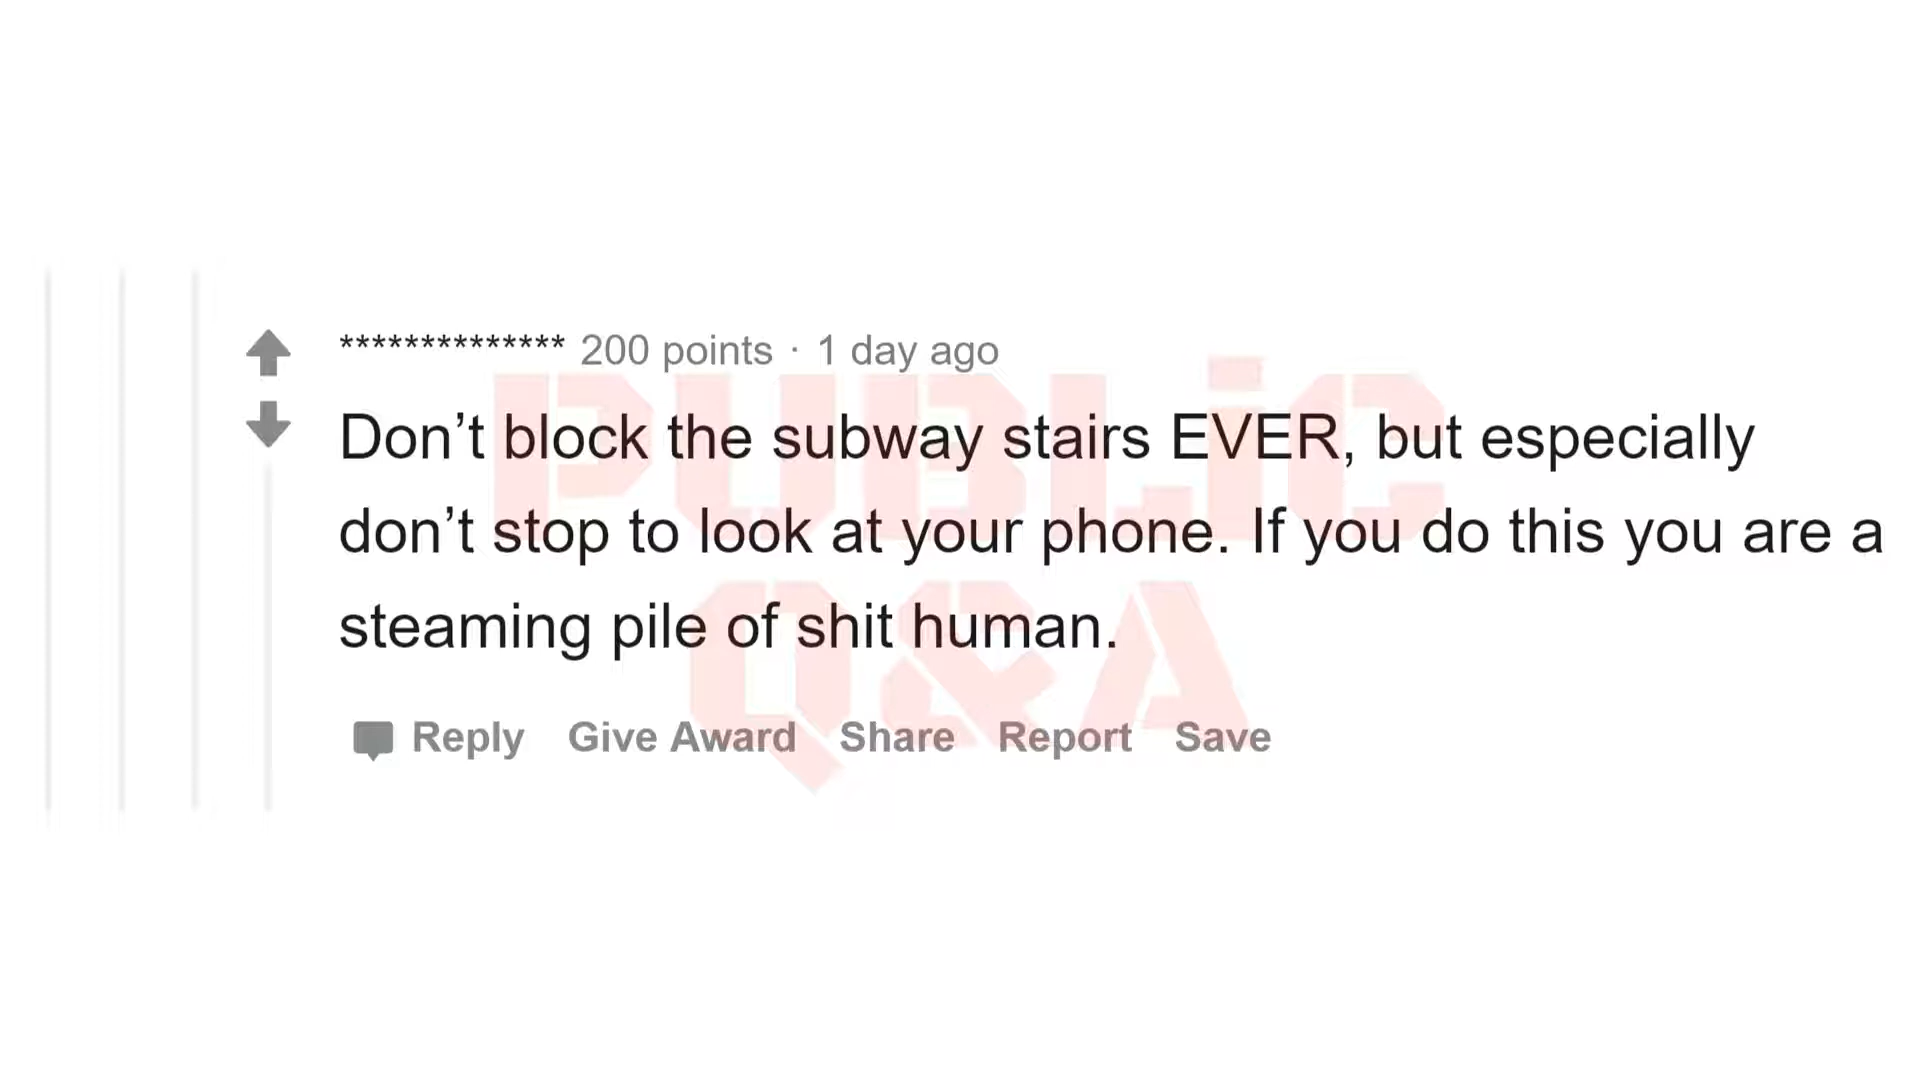 ************** 200 points · 1 day ago
Don’t block the subway stairs EVER, but especially
don’t stop to look at your phone. If you do this you are a
steaming pile of shit human.
Reply Give Award Share Report Save
PUBLiC
Q&A